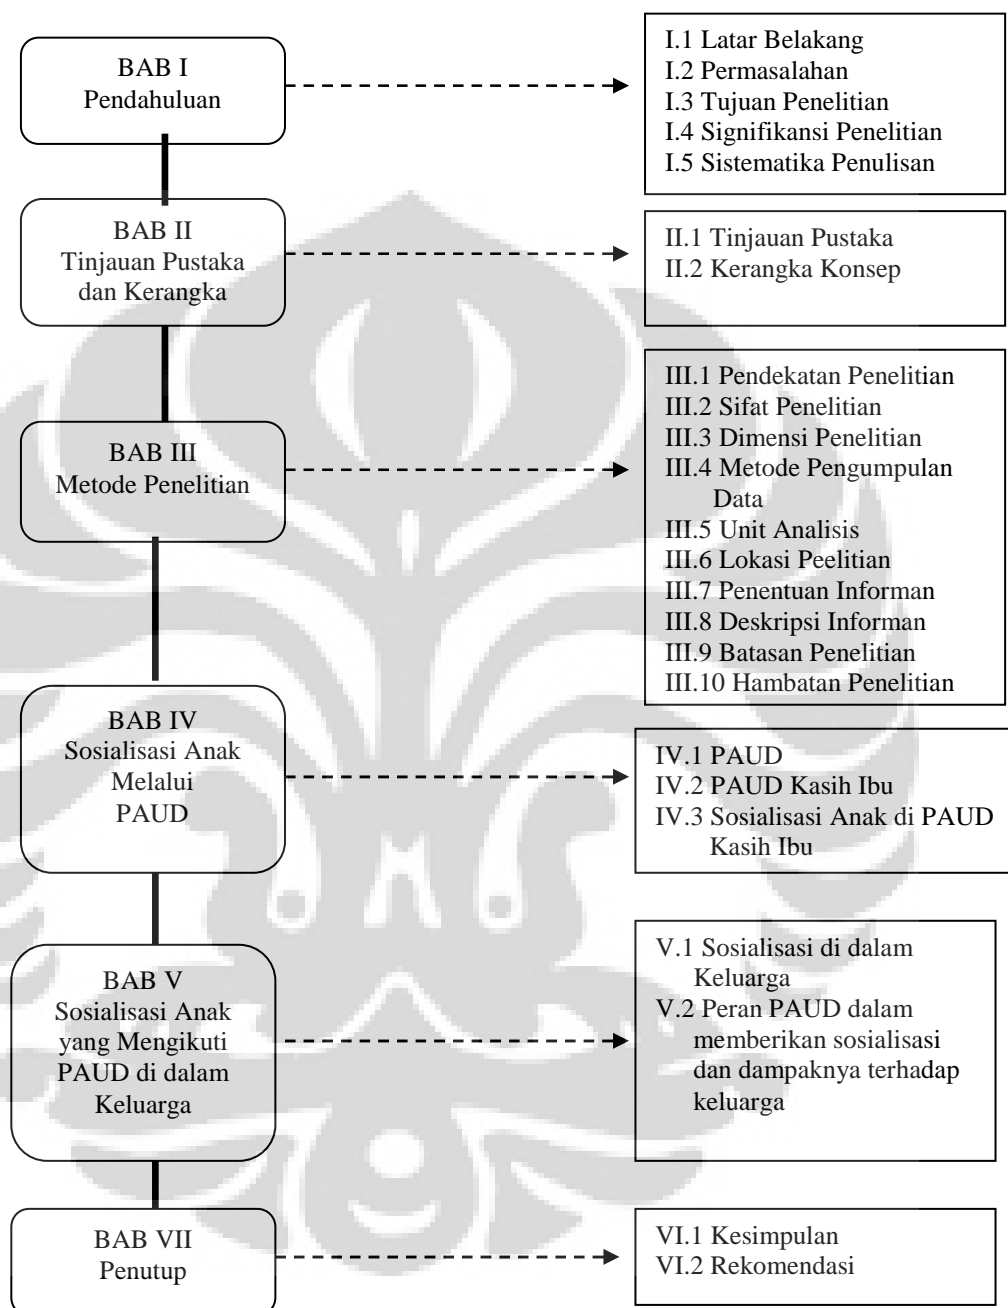 BAB I
Pendahuluan
I.1 Latar Belakang
I.2 Permasalahan
I.3 Tujuan Penelitian
I.4 Signifikansi Penelitian
I.5 Sistematika Penulisan
BAB II
Tinjauan Pustaka
dan Kerangka
II.1 Tinjauan Pustaka
II.2 Kerangka Konsep
BAB III
Metode Penelitian
III.1 Pendekatan Penelitian
III.2 Sifat Penelitian
III.3 Dimensi Penelitian
III.4 Metode Pengumpulan
Data
III.5 Unit Analisis
III.6 Lokasi Peelitian
III.7 Penentuan Informan
III.8 Deskripsi Informan
III.9 Batasan Penelitian
III.10 Hambatan Penelitian
BAB IV
Sosialisasi Anak
Melalui
PAUD
IV.1 PAUD
IV.2 PAUD Kasih Ibu
IV.3 Sosialisasi Anak di PAUD
Kasih Ibu
BAB V
Sosialisasi Anak
yang Mengikuti
PAUD di dalam
Keluarga
V.1 Sosialisasi di dalam
Keluarga
V.2 Peran PAUD dalam
memberikan sosialisasi
dan dampaknya terhadap
keluarga
BAB VII
Penutup
VI.1 Kesimpulan
VI.2 Rekomendasi